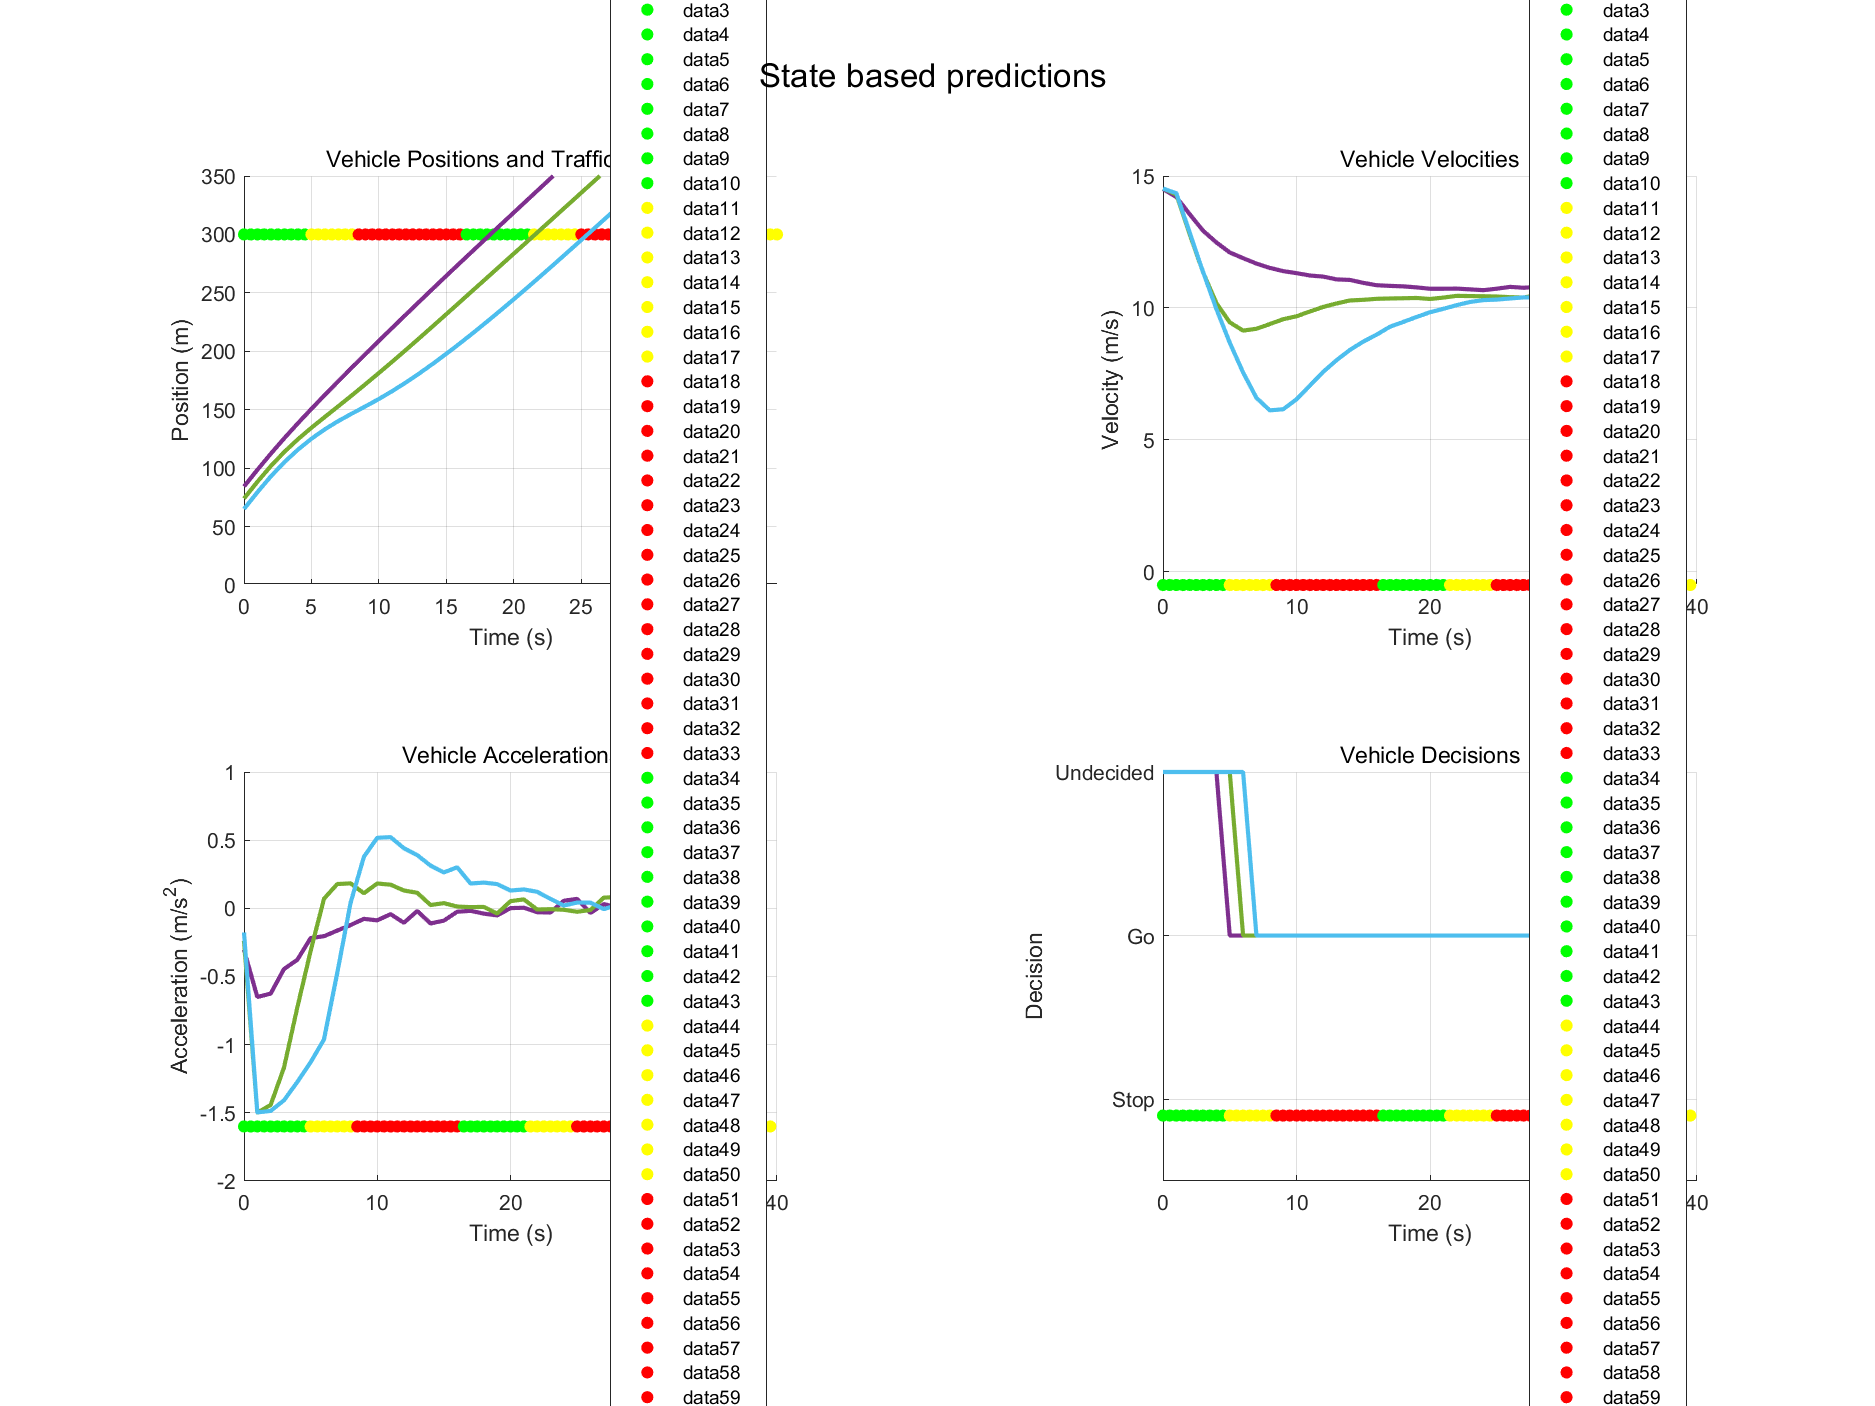 State based predictions
Vehicle Positions and Traffic
350
300
250
200
150
100
50
0
Position (m)
0 5 10 15 20 25
Time (s)
data3
data4
data5
data6
data7
data8
data9
data10
data11
data12
data13
data14
data15
data16
data17
data18
data19
data20
data21
data22
data23
data24
data25
data26
data27
data28
data29
data30
data31
data32
data33
data34
data35
data36
data37
data38
data39
data40
data41
data42
data43
data44
data45
data46
data47
data48
data49
data50
data51
data52
data53
data54
data55
data56
data57
data58
data59
Vehicle Velocities
15
10
5
0
Velocity (m/s)
0 10 20 40
Time (s)
data3
data4
data5
data6
data7
data8
data9
data10
data11
data12
data13
data14
data15
data16
data17
data18
data19
data20
data21
data22
data23
data24
data25
data26
data27
data28
data29
data30
data31
data32
data33
data34
data35
data36
data37
data38
data39
data40
data41
data42
data43
data44
data45
data46
data47
data48
data49
data50
data51
data52
data53
data54
data55
data56
data57
data58
data59
Vehicle Acceleration
1
0.5
0
-0.5
-1
-1.5
-2
Acceleration (m/s²)
0 10 20 40
Time (s)
Vehicle Decisions
Undecided
Go
Stop
Decision
0 10 20 40
Time (s)